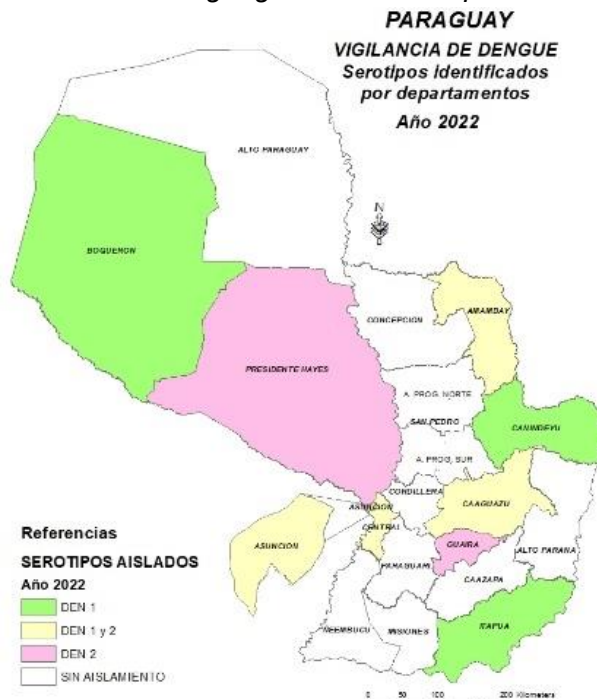 PARAGUAY
VIGILANCIA DE DENGUE
Serotipos identificados
por departamentos
Año 2022
ALTO PARAGUAY
N
BOQUERON
CONCEPCION
AMAMBAY
PRESIDENTE HAYES
A. PROG. NORTE
SAN PEDRO
CANINDEYU
A. PROG. SUR
CORDILLERA
CAAGUAZU
ASUNCION
CENTRAL
ASUNCION
GUAIRA
ALTO PARANA
PARAGUARI
CAAZAPA
ITAPUA
ÑEEMBUCU
MISIONES
Referencias
SEROTIPOS AISLADOS
Año 2022
DEN 1
DEN 1 y 2
DEN 2
SIN AISLAMIENTO
0 50 100 200 Kilometers